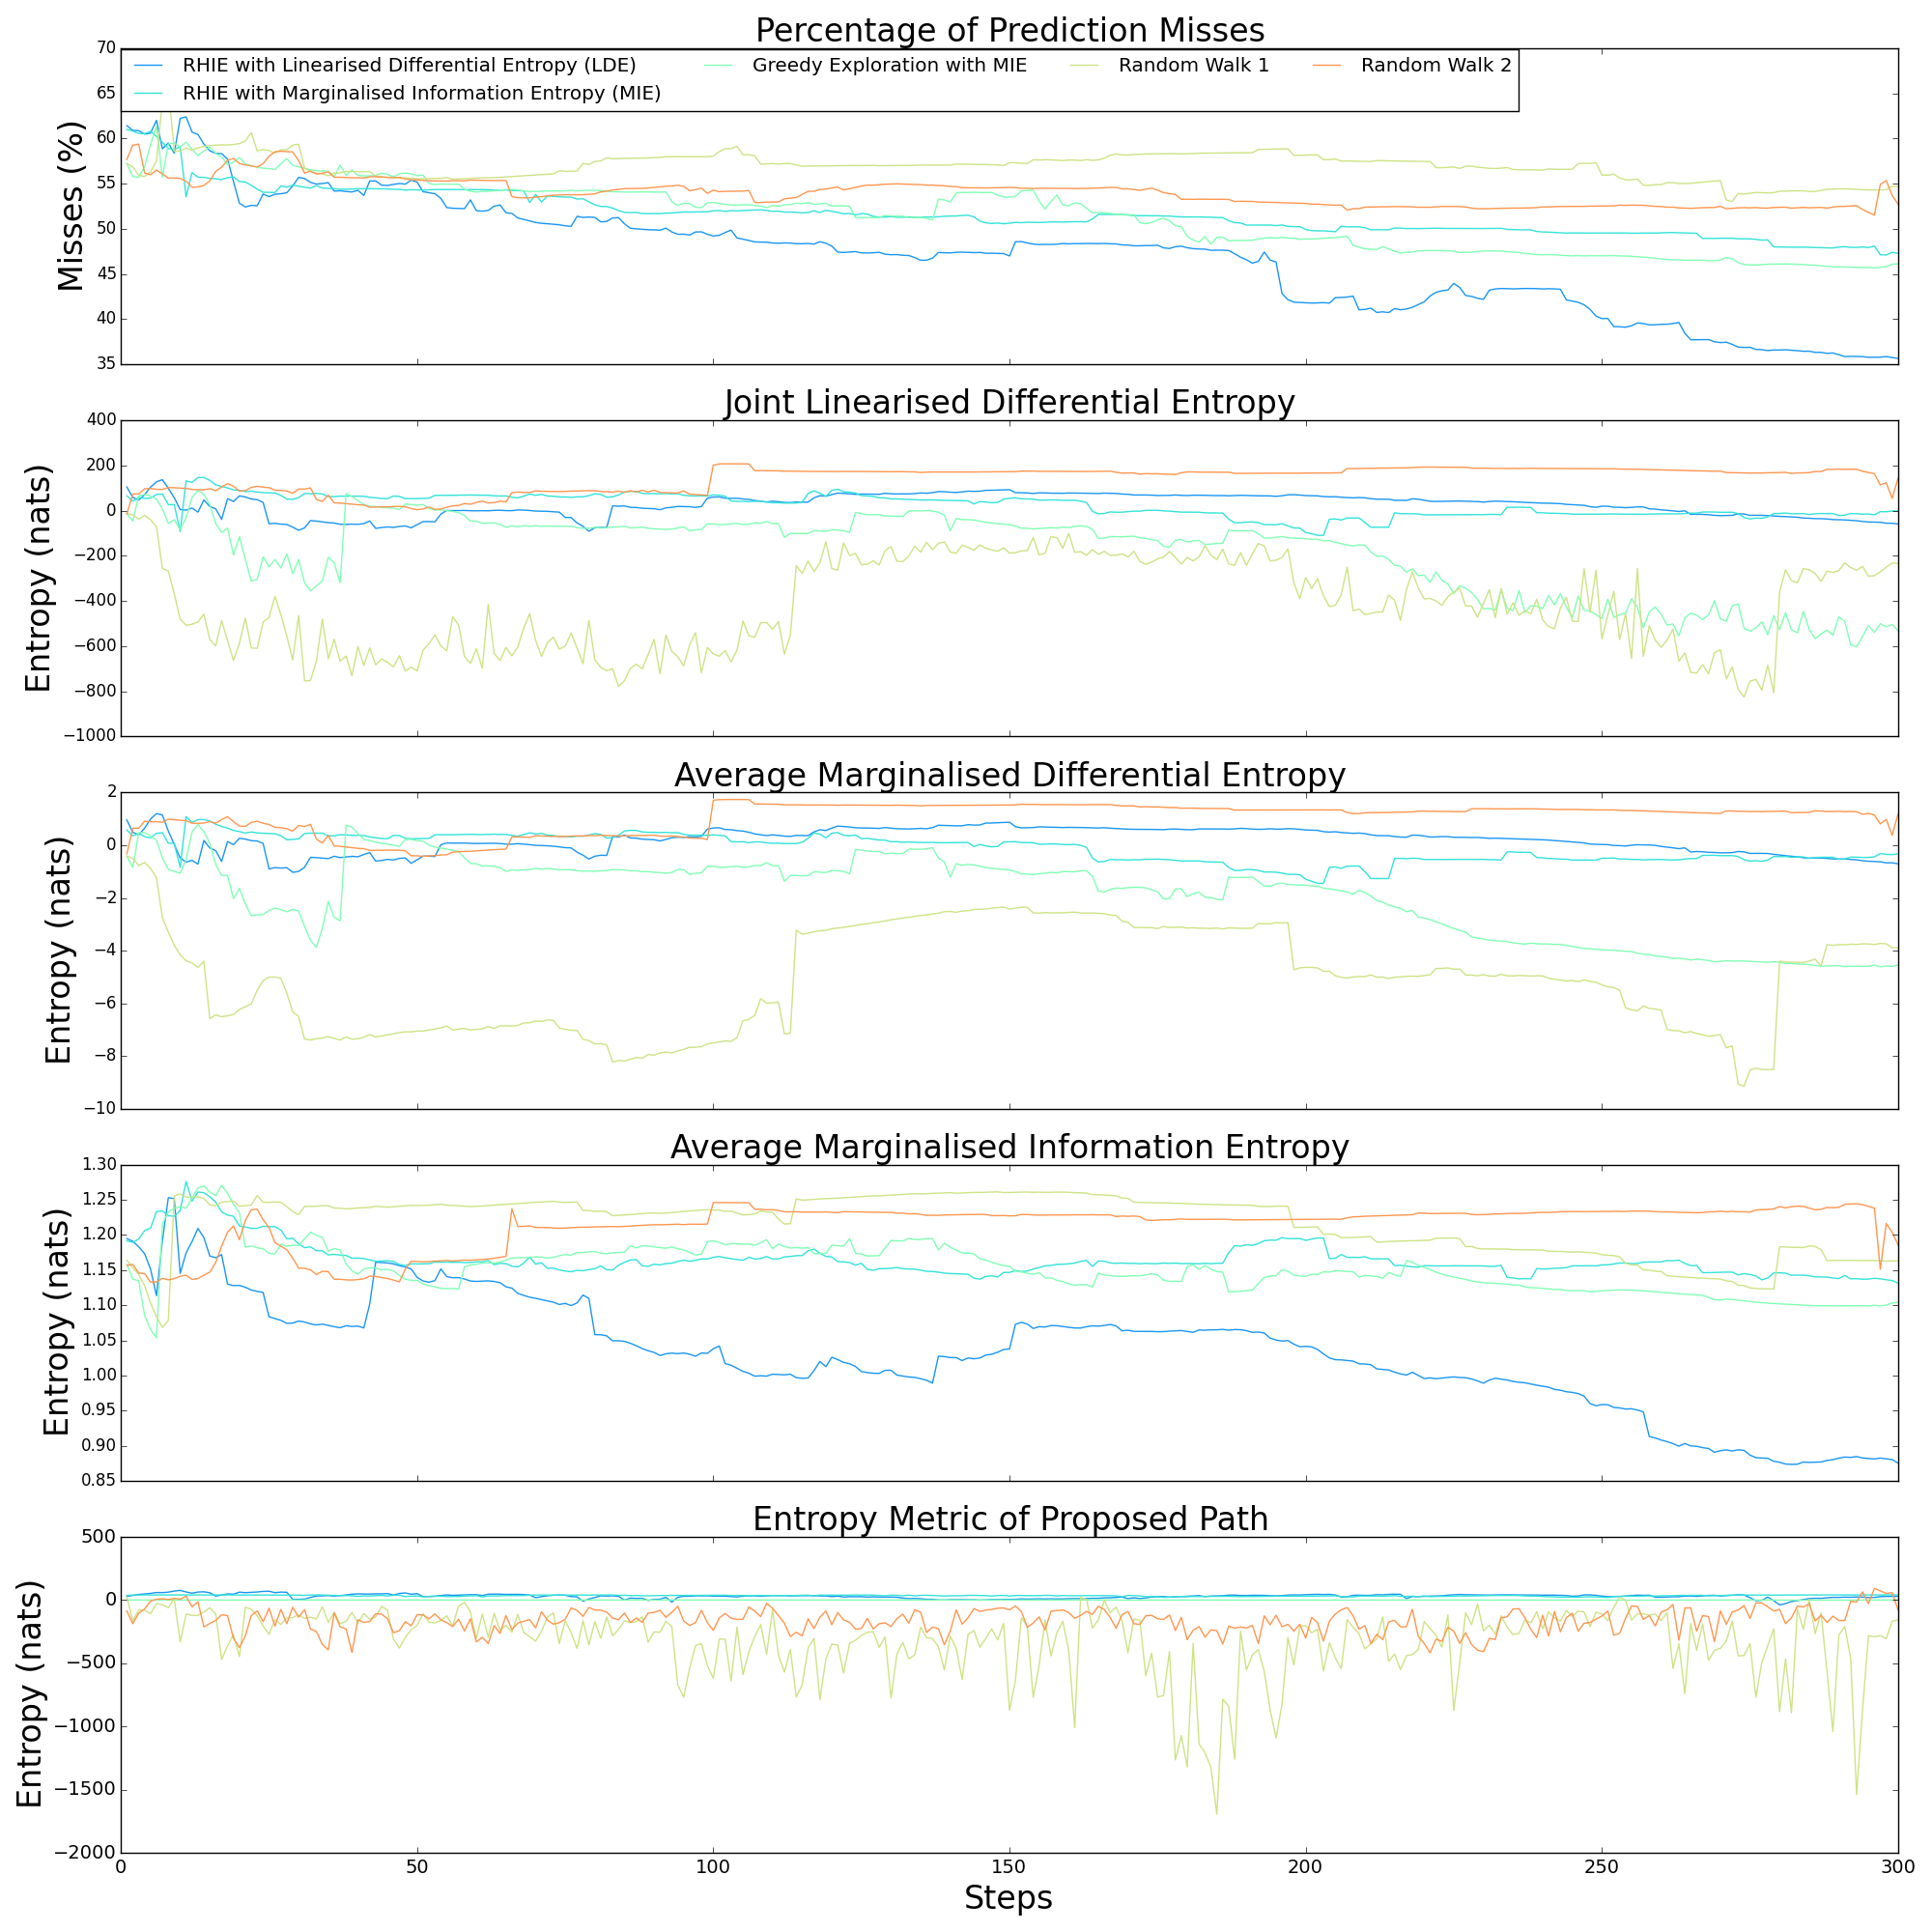 Percentage of Prediction Misses
70
65
60
55
50
45
40
35
Misses (%)
RHIE with Linearised Differential Entropy (LDE)
RHIE with Marginalised Information Entropy (MIE)
Greedy Exploration with MIE
Random Walk 1
Random Walk 2
Joint Linearised Differential Entropy
400
200
0
−200
−400
−600
−800
−1000
Entropy (nats)
Average Marginalised Differential Entropy
2
0
−2
−4
−6
−8
−10
Entropy (nats)
Average Marginalised Information Entropy
1.30
1.25
1.20
1.15
1.10
1.05
1.00
0.95
0.90
0.85
Entropy (nats)
Entropy Metric of Proposed Path
500
0
−500
−1000
−1500
−2000
Entropy (nats)
0 50 100 150 200 250 300
Steps